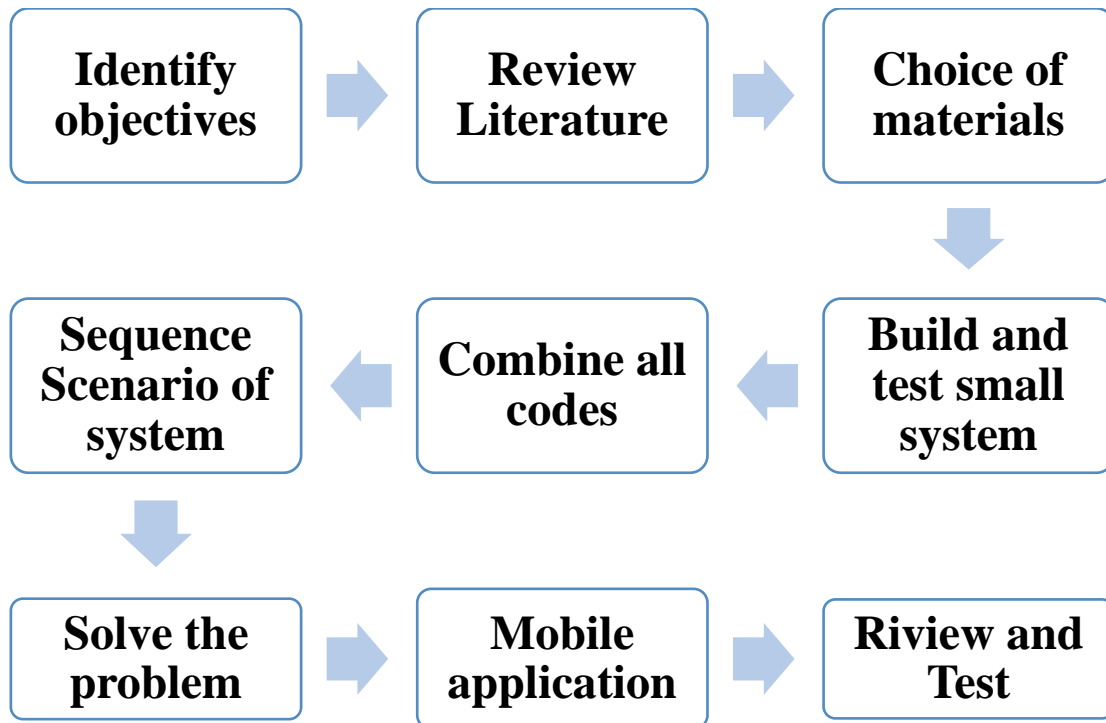 Identify
objectives
Review
Literature
Choice of
materials
Build and
test small
system
Combine all
codes
Sequence
Scenario of
system
Solve the
problem
Mobile
application
Riview and
Test